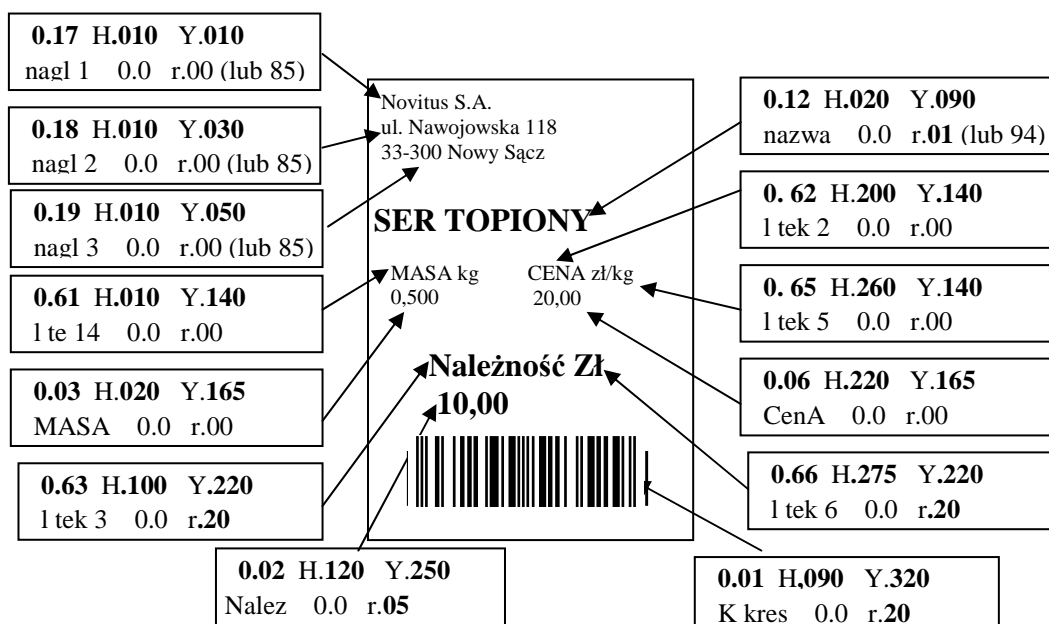 0.17 H.010 Y.010
nagl 1 0.0 r.00 (lub 85)
0.18 H.010 Y.030
nagl 2 0.0 r.00 (lub 85)
0.19 H.010 Y.050
nagl 3 0.0 r.00 (lub 85)
0.61 H.010 Y.140
l te 14 0.0 r.00
0.03 H.020 Y.165
MASA 0.0 r.00
0.63 H.100 Y.220
l tek 3 0.0 r.20
0.02 H.120 Y.250
Nalez 0.0 r.05
Novitus S.A.
ul. Nawojowska 118
33-300 Nowy Sącz
SER TOPIONY
MASA kg CENA zł/kg
0,500 20,00
Należność Zł
10,00
0.12 H.020 Y.090
nazwa 0.0 r.01 (lub 94)
0. 62 H.200 Y.140
l tek 2 0.0 r.00
0. 65 H.260 Y.140
l tek 5 0.0 r.00
0.06 H.220 Y.165
CenA 0.0 r.00
0.66 H.275 Y.220
l tek 6 0.0 r.20
0.01 H,090 Y.320
K kres 0.0 r.20